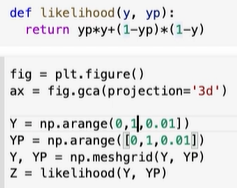 def likelihood(y, yp):
  return yp*y+(1-yp)*(1-y)
fig = plt.figure()
ax = fig.gca(projection='3d')
Y = np.arange(0,1,0.01])
YP = np.arange([0,1,0.01])
Y, YP = np.meshgrid(Y, YP)
Z = likelihood(Y, YP)